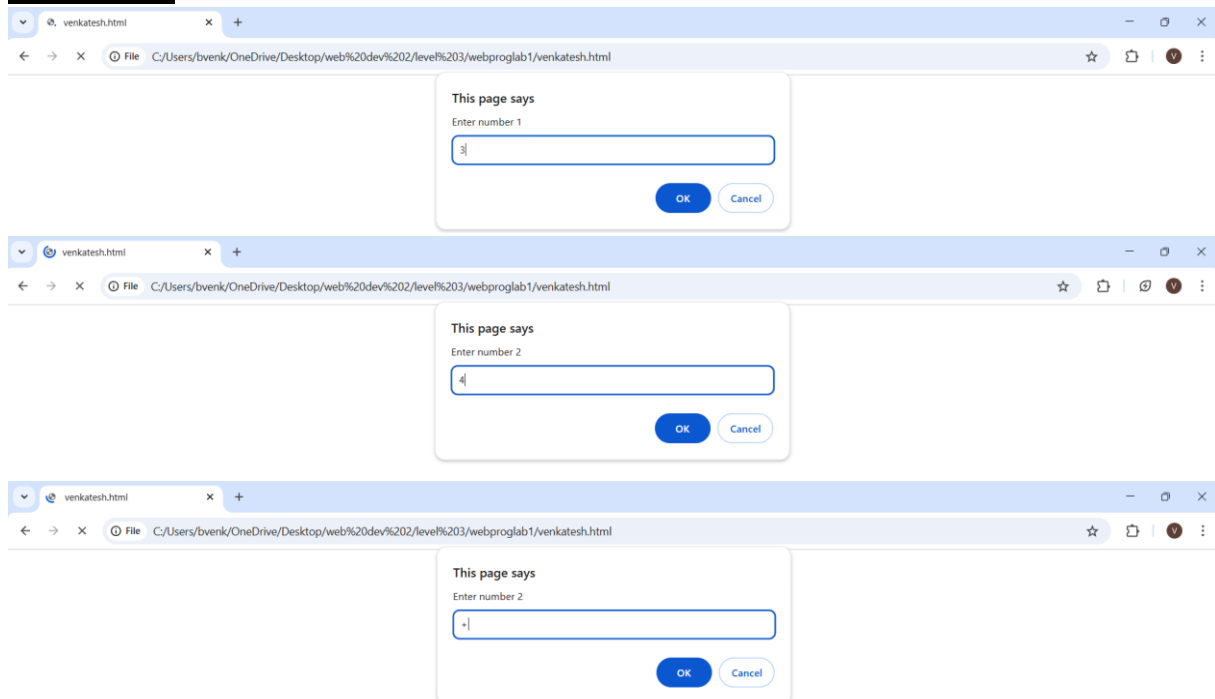 venkatesh.html
File C:/Users/bvenk/OneDrive/Desktop/web%20dev%202/level%203/webproglab1/venkatesh.html V
This page says
Enter number 1
3
OK Cancel
venkatesh.html
File C:/Users/bvenk/OneDrive/Desktop/web%20dev%202/level%203/webproglab1/venkatesh.html V
This page says
Enter number 2
4
OK Cancel
venkatesh.html
File C:/Users/bvenk/OneDrive/Desktop/web%20dev%202/level%203/webproglab1/venkatesh.html V
This page says
Enter number 2
+
OK Cancel